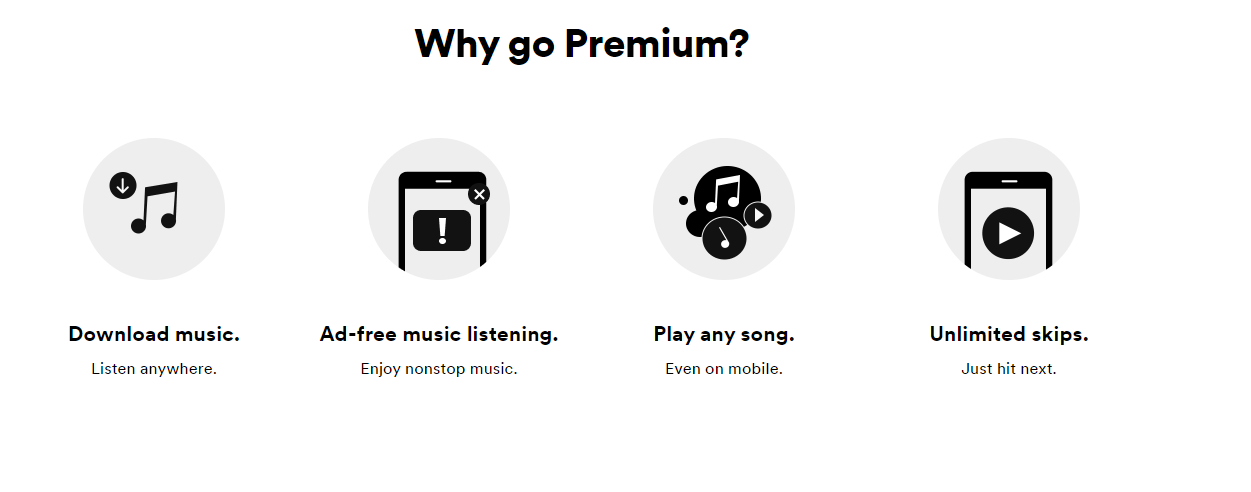 Why go Premium?
Download music.
Listen anywhere.
Ad-free music listening.
Enjoy nonstop music.
Play any song.
Even on mobile.
Unlimited skips.
Just hit next.